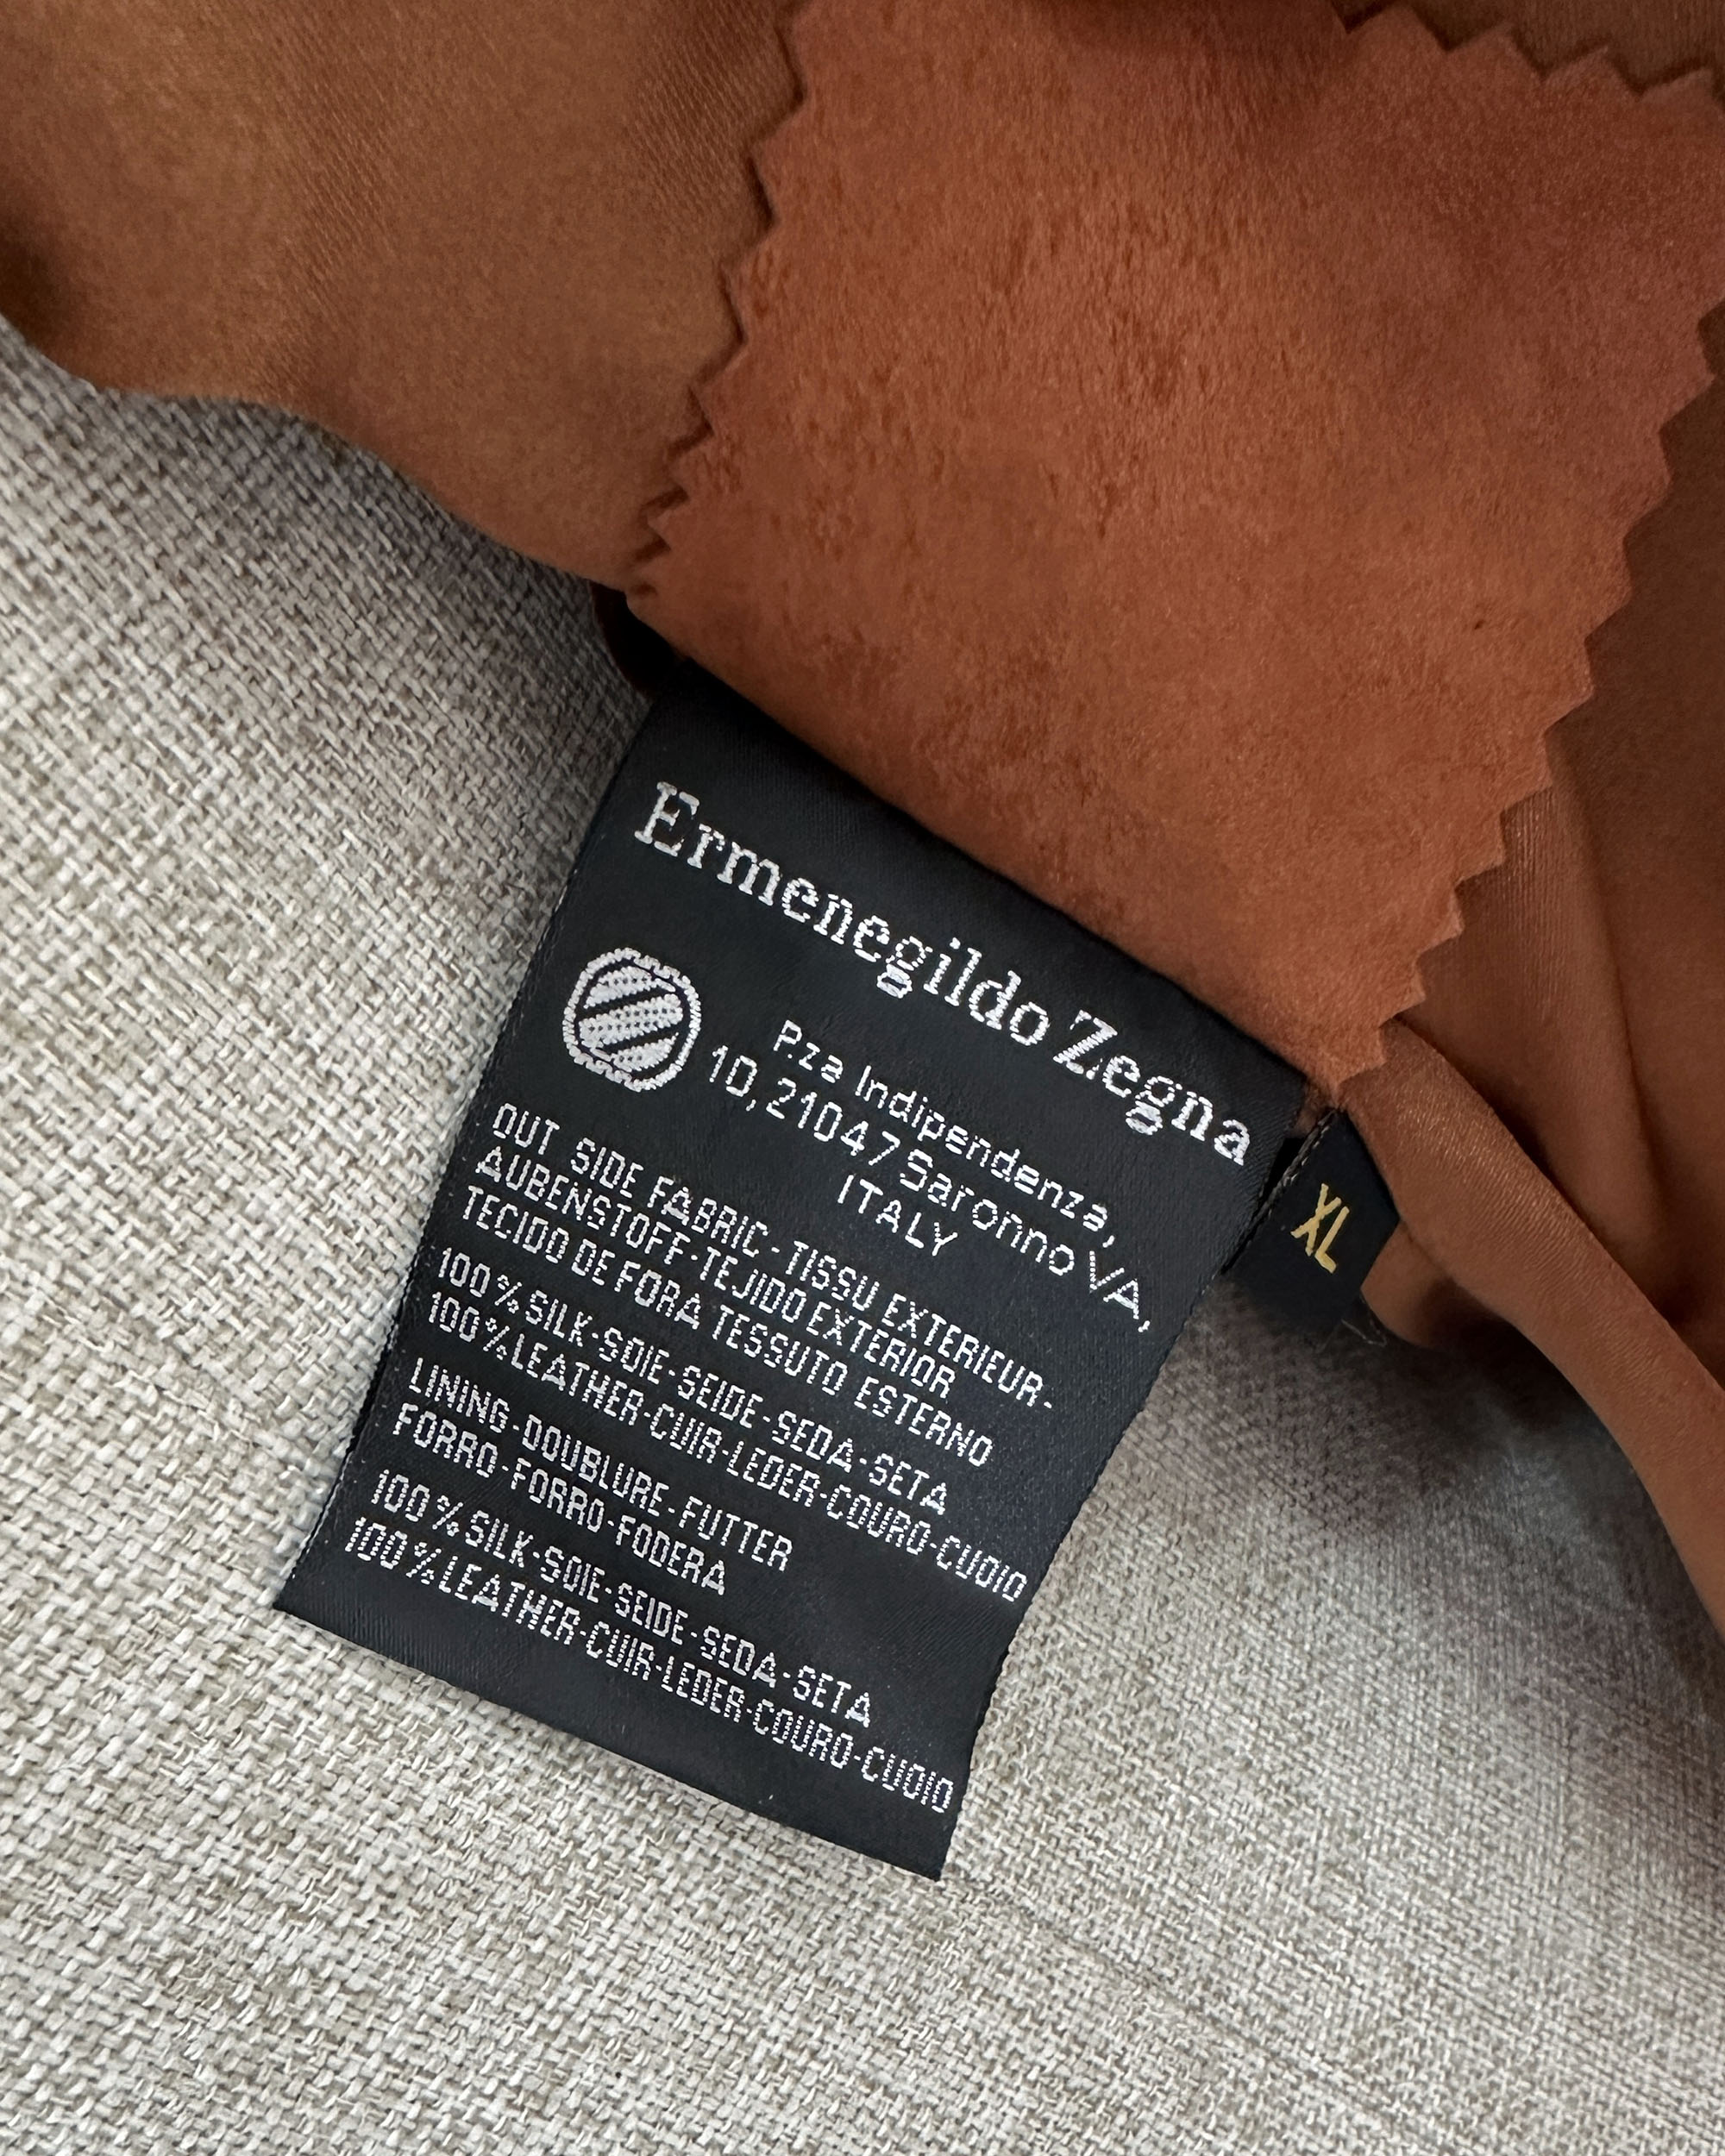 Ermenegildo Zegna
P.za Indipendenza,
10,21047 Saronno VA,
ITALY
OUT SIDE FABRIC-TISSU EXTERIEUR-
AUBENSTOFF-TEJIDO EXTERIOR
TECIDO DE FORA TESSUTO ESTERNO
100%SILK-SOIE-SEIDE-SEDA-SETA
100%LEATHER-CUIR-LEDER-COURO-CUOIO
LINING-DOUBLURE-FUTTER
FORRO-FORRO-FODERA
100%SILK-SOIE-SEIDE-SEDA-SETA
100%LEATHER-CUIR-LEDER-COURO-CUOIO
XL